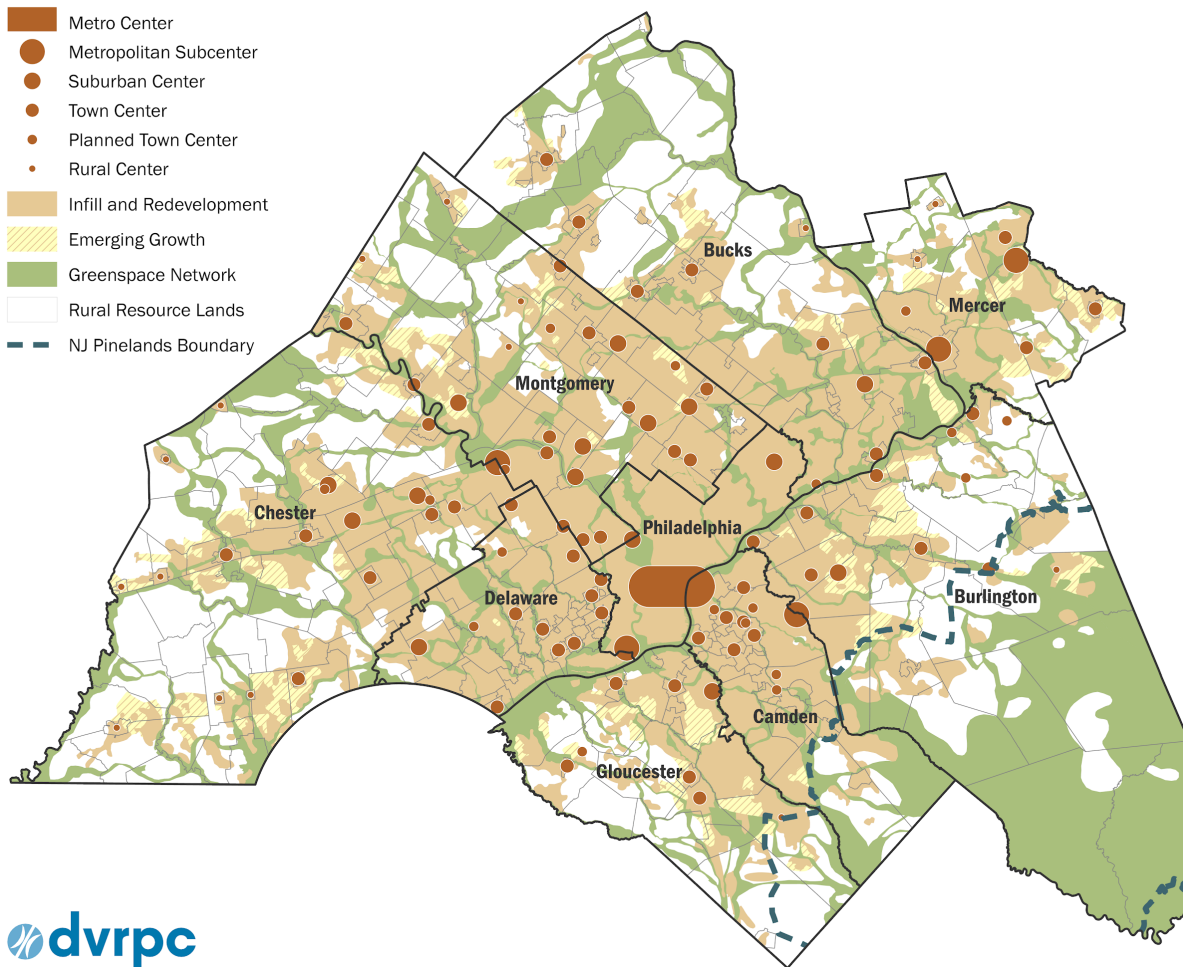 Metro Center
Metropolitan Subcenter
Suburban Center
Town Center
Planned Town Center
Rural Center
Infill and Redevelopment
Emerging Growth
Greenspace Network
Rural Resource Lands
NJ Pinelands Boundary
Bucks
Mercer
Montgomery
Chester
Philadelphia
Delaware
Burlington
Camden
Gloucester
dvrpc